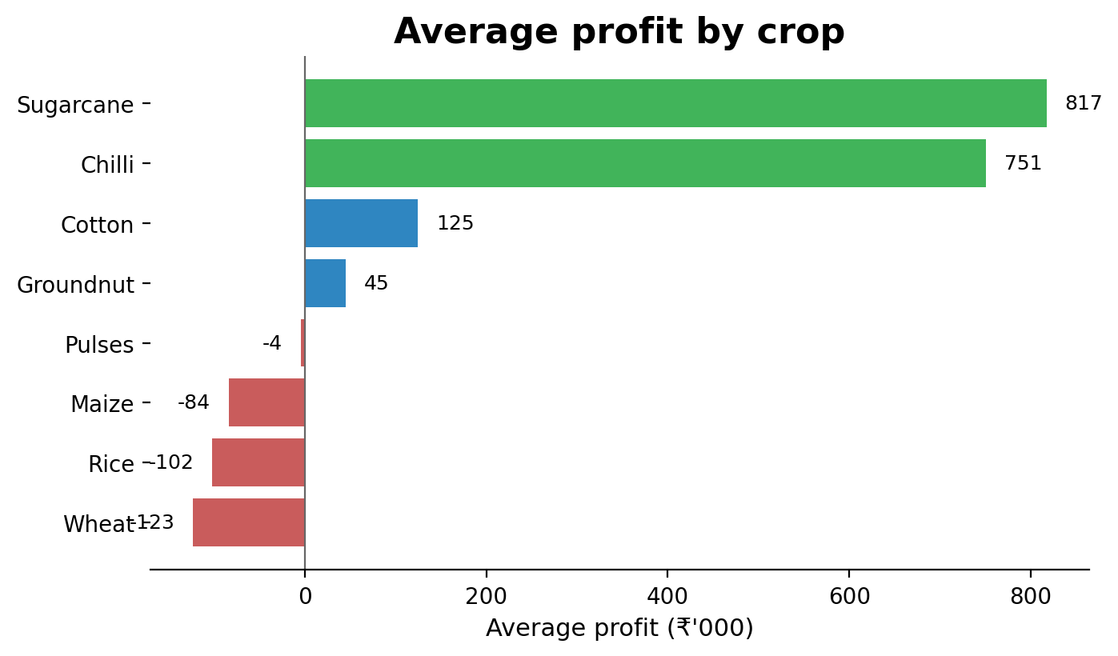 Average profit by crop
Sugarcane 817
Chilli 751
Cotton 125
Groundnut 45
Pulses -4
Maize -84
Rice -102
Wheat -123
0 200 400 600 800
Average profit (₹'000)